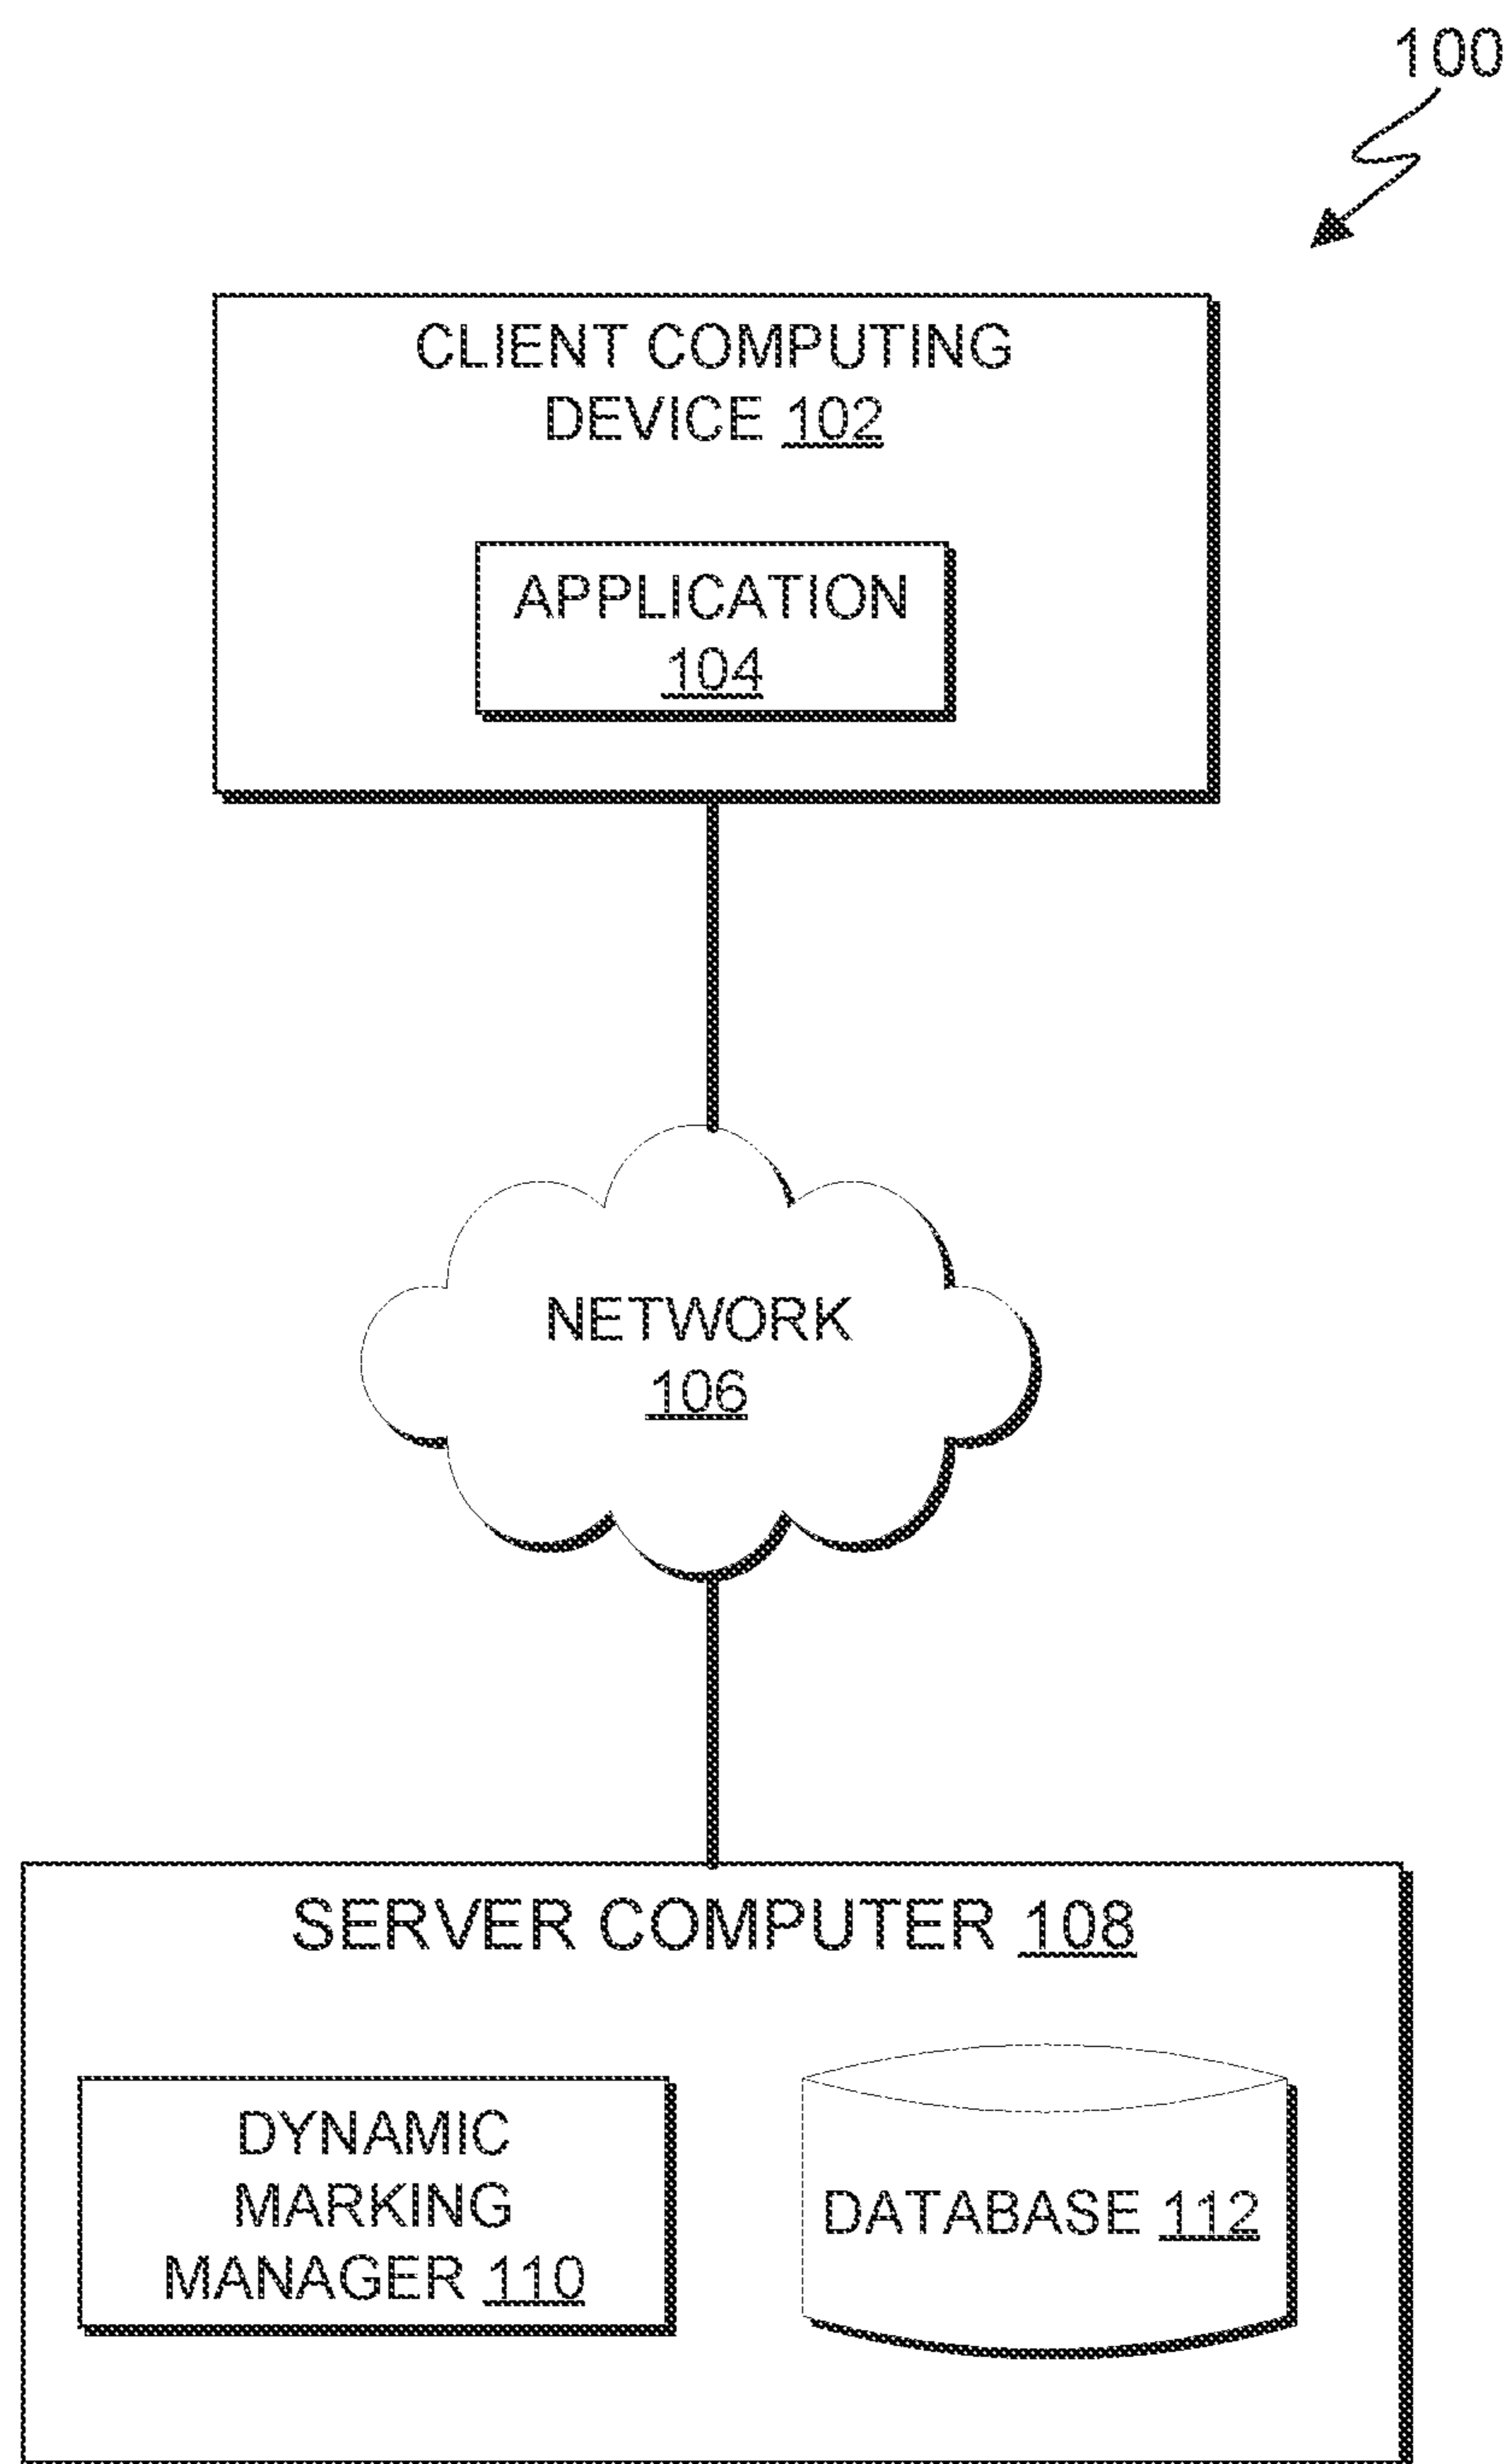 100
CLIENT COMPUTING
DEVICE 102
APPLICATION
104
NETWORK
106
SERVER COMPUTER 108
DYNAMIC
MARKING
MANAGER 110
DATABASE 112